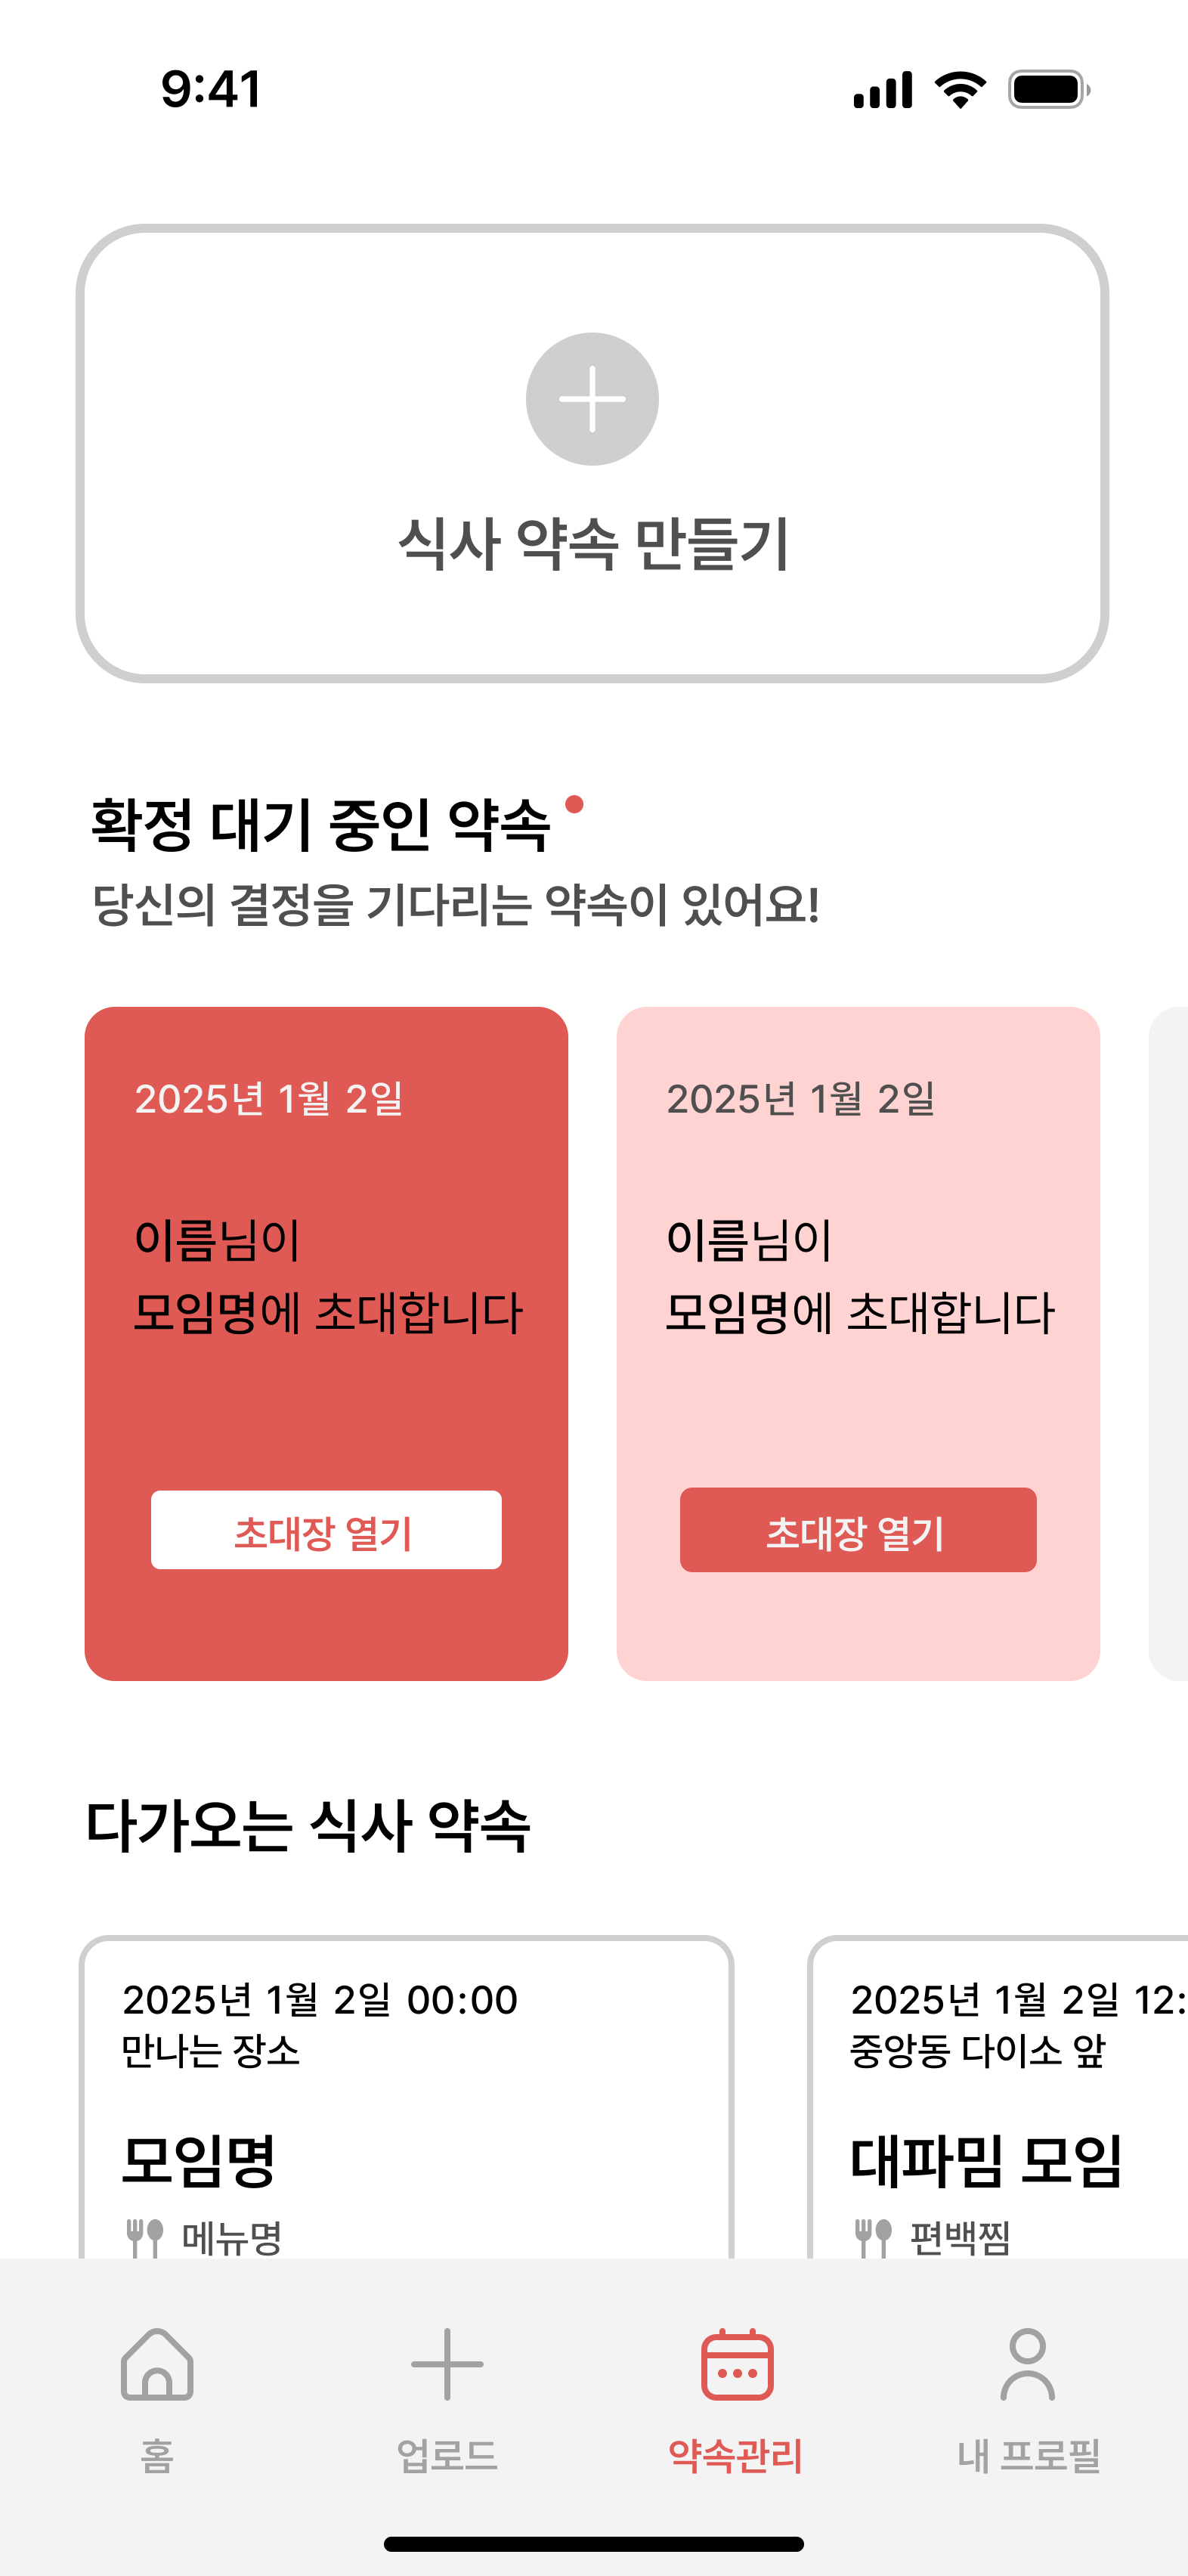 9:41
식사 약속 만들기
확정 대기 중인 약속
당신의 결정을 기다리는 약속이 있어요!
2025년 1월 2일
이름님이
모임명에 초대합니다
초대장 열기
2025년 1월 2일
이름님이
모임명에 초대합니다
초대장 열기
다가오는 식사 약속
2025년 1월 2일 00:00
만나는 장소
모임명
메뉴명
2025년 1월 2일 12:
중앙동 다이소 앞
대파밈 모임
편백찜
홈
업로드
약속관리
내 프로필